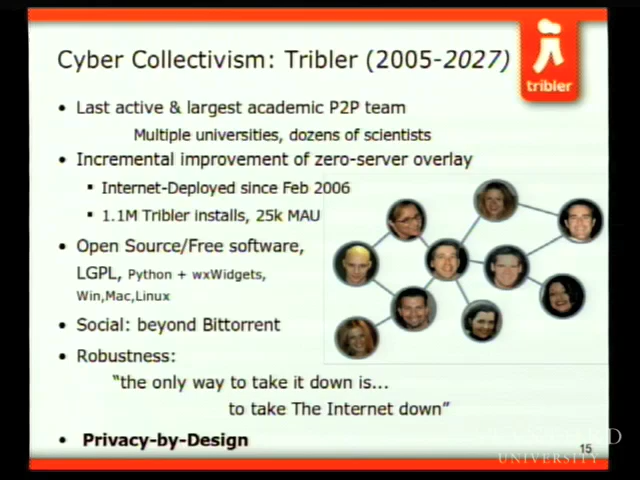 Cyber Collectivism: Tribler (2005-2027)
tribler
• Last active & largest academic P2P team
Multiple universities, dozens of scientists
• Incremental improvement of zero-server overlay
▪ Internet-Deployed since Feb 2006
▪ 1.1M Tribler installs, 25k MAU
• Open Source/Free software,
LGPL, Python + wxWidgets,
Win,Mac,Linux
• Social: beyond Bittorrent
• Robustness:
“the only way to take it down is...
to take The Internet down”
• Privacy-by-Design
15
UNIVERSITY